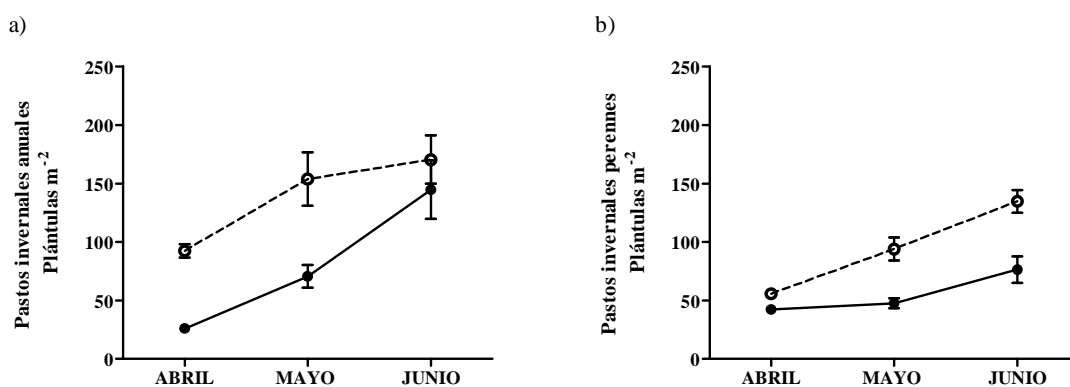 a)
Pastos invernales anuales
Plántulas m⁻²
250
200
150
100
50
0
ABRIL MAYO JUNIO
b)
Pastos invernales perennes
Plántulas m⁻²
250
200
150
100
50
0
ABRIL MAYO JUNIO